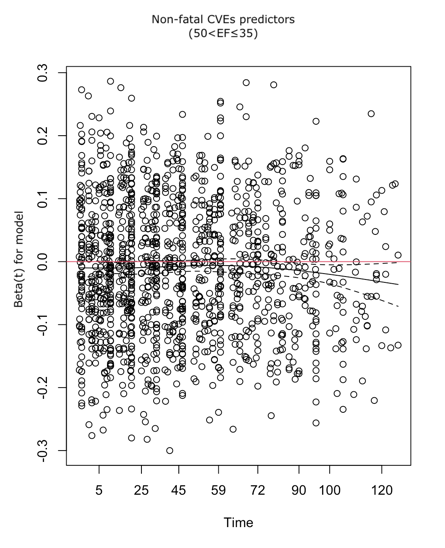 Non-fatal CVEs predictors
(50<EF≤35)
0.3
0.2
0.1
0.0
-0.1
-0.2
-0.3
Beta(t) for model
5 25 45 59 72 90 100 120
Time